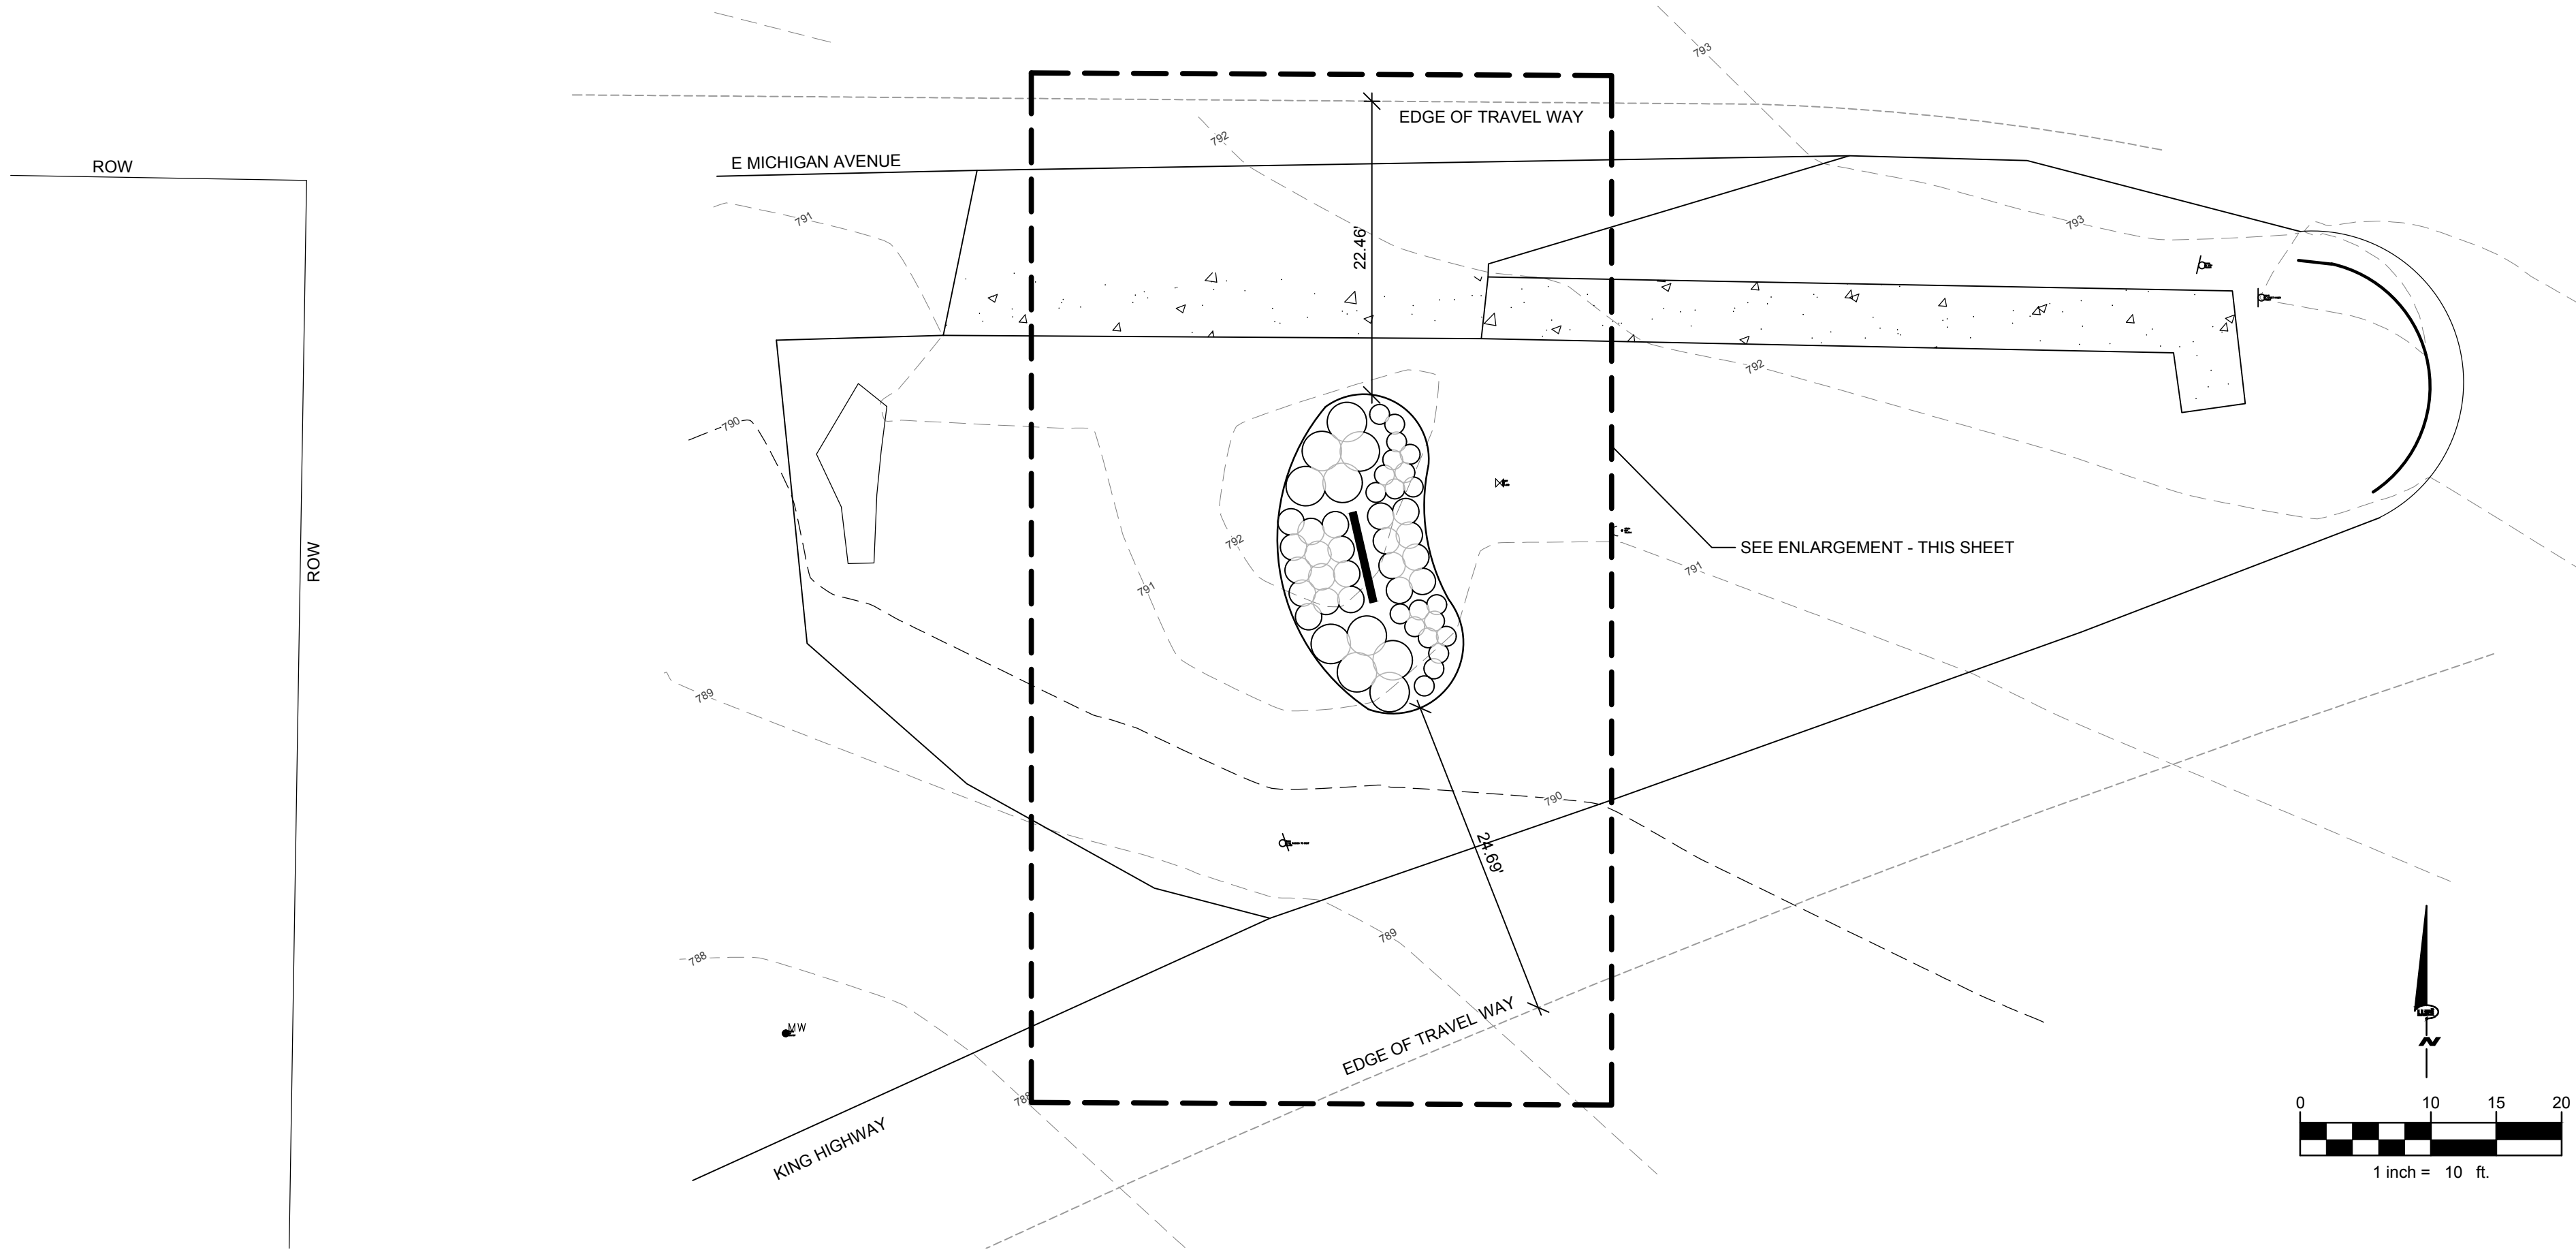 793
EDGE OF TRAVEL WAY
792
E MICHIGAN AVENUE
ROW
791
793
22.46'
792
790
792
SEE ENLARGEMENT - THIS SHEET
ROW
791
791
789
790
24.69'
789
788
EDGE OF TRAVEL WAY
MW
N
788
KING HIGHWAY
0 10 15 20
1 inch = 10 ft.